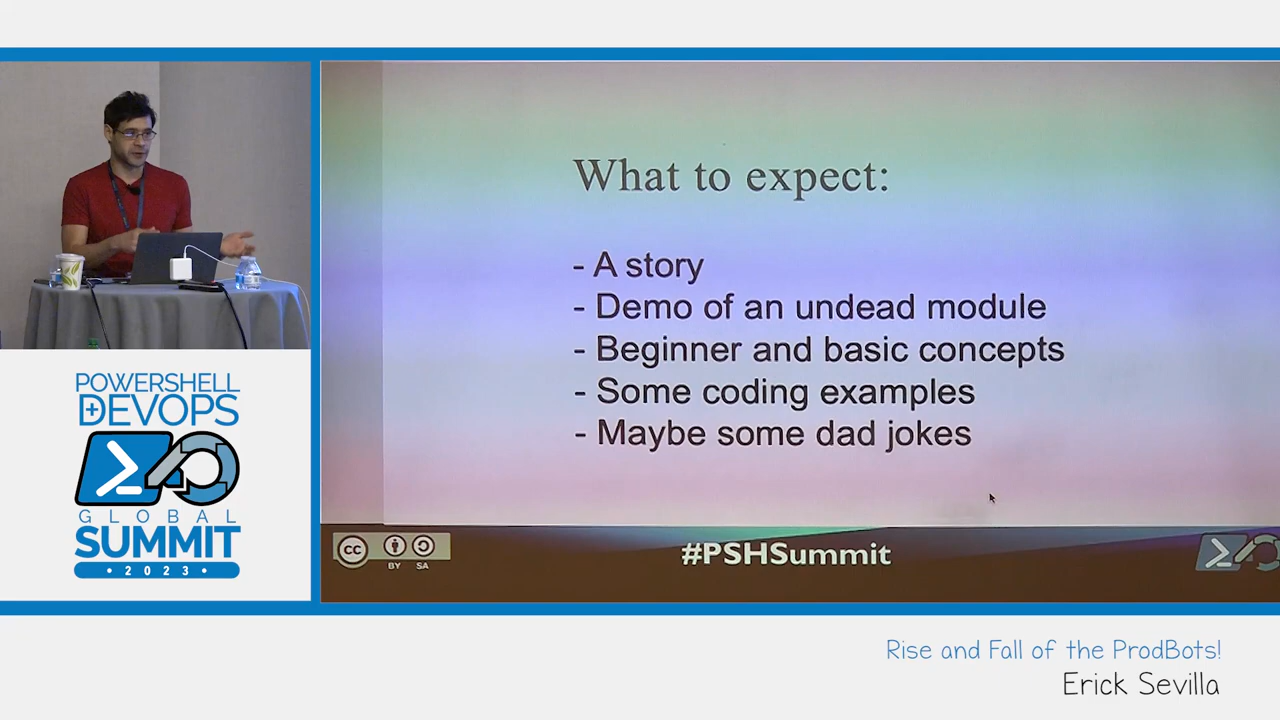 POWERSHELL
+DEVOPS
GLOBAL
SUMMIT
• 2023 •
What to expect:
- A story
- Demo of an undead module
- Beginner and basic concepts
- Some coding examples
- Maybe some dad jokes
CC
BY SA
#PSHSummit
Rise and Fall of the ProdBots!
Erick Sevilla